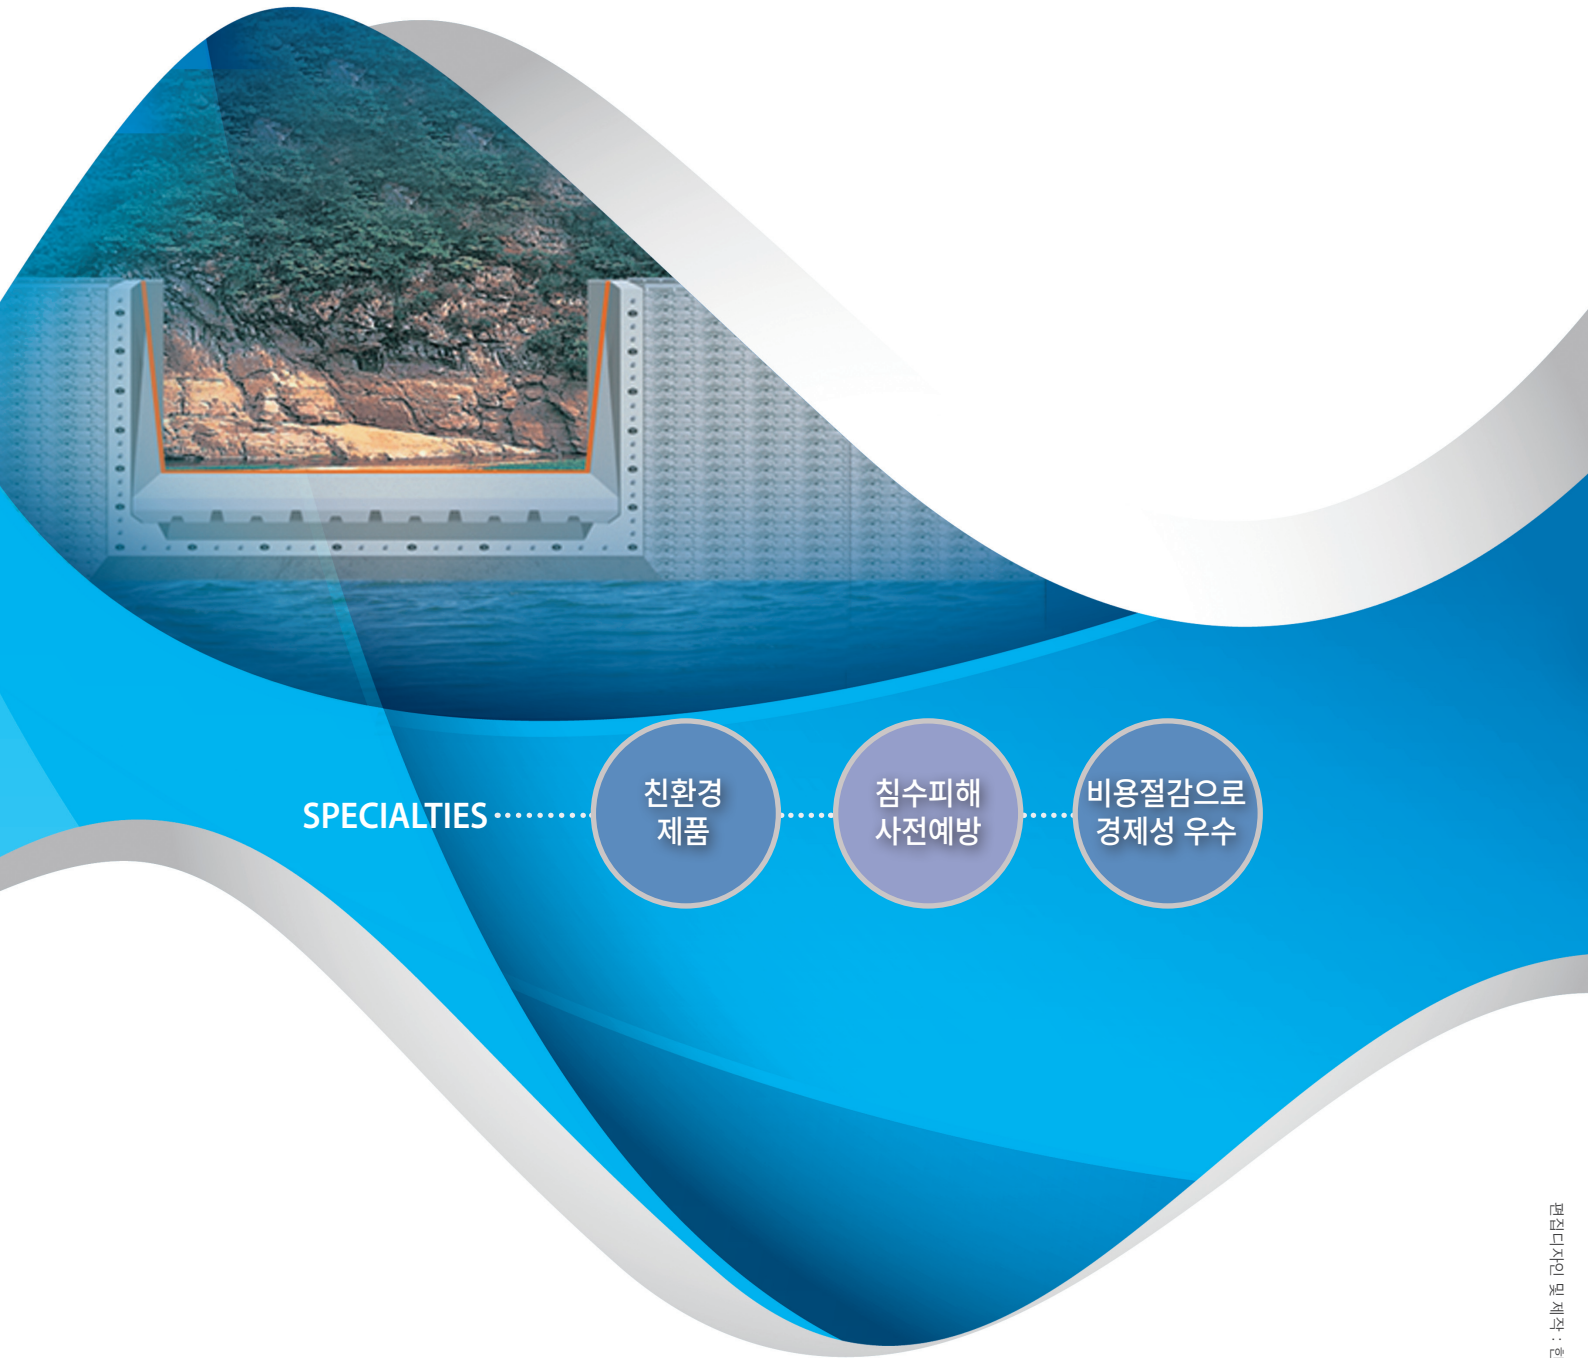 SPECIALTIES
친환경
제품
침수피해
사전예방
비용절감으로
경제성 우수
편집디자인 및 제작 :